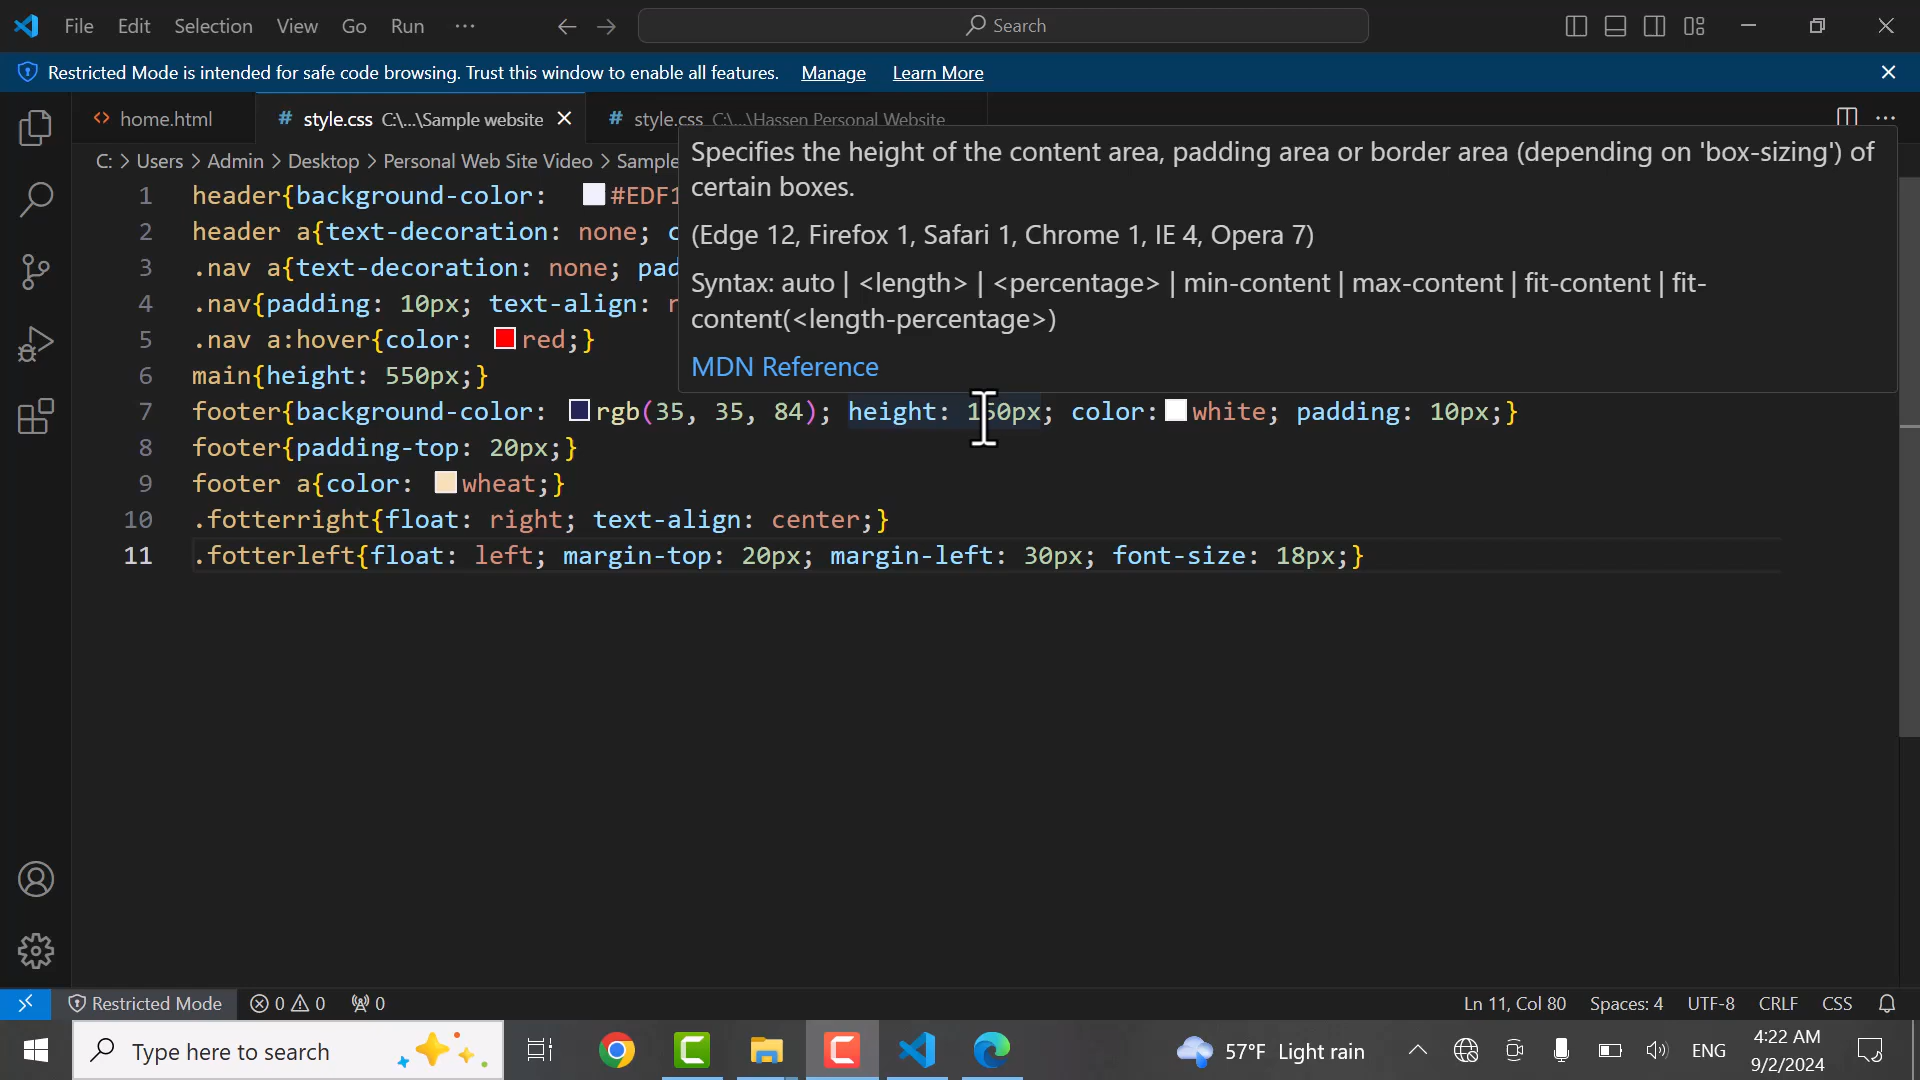 File Edit Selection View Go Run ··· Search
Restricted Mode is intended for safe code browsing. Trust this window to enable all features. Manage Learn More
home.html # style.css C:\...\Sample website # style.css C:\...\Hassen Personal Website
C: > Users > Admin > Desktop > Personal Web Site Video > Sample
Specifies the height of the content area, padding area or border area (depending on 'box-sizing') of
certain boxes.
(Edge 12, Firefox 1, Safari 1, Chrome 1, IE 4, Opera 7)
Syntax: auto | <length> | <percentage> | min-content | max-content | fit-content | fit-
content(<length-percentage>)
MDN Reference
1 header{background-color: #EDF1
2 header a{text-decoration: none; c
3 .nav a{text-decoration: none; pad
4 .nav{padding: 10px; text-align: r
5 .nav a:hover{color: red;}
6 main{height: 550px;}
7 footer{background-color: rgb(35, 35, 84); height: 150px; color: white; padding: 10px;}
8 footer{padding-top: 20px;}
9 footer a{color: wheat;}
10 .fotterright{float: right; text-align: center;}
11 .fotterleft{float: left; margin-top: 20px; margin-left: 30px; font-size: 18px;}
Restricted Mode 0 0 0 Ln 11, Col 80 Spaces: 4 UTF-8 CRLF CSS
Type here to search 57°F Light rain ENG 4:22 AM
9/2/2024